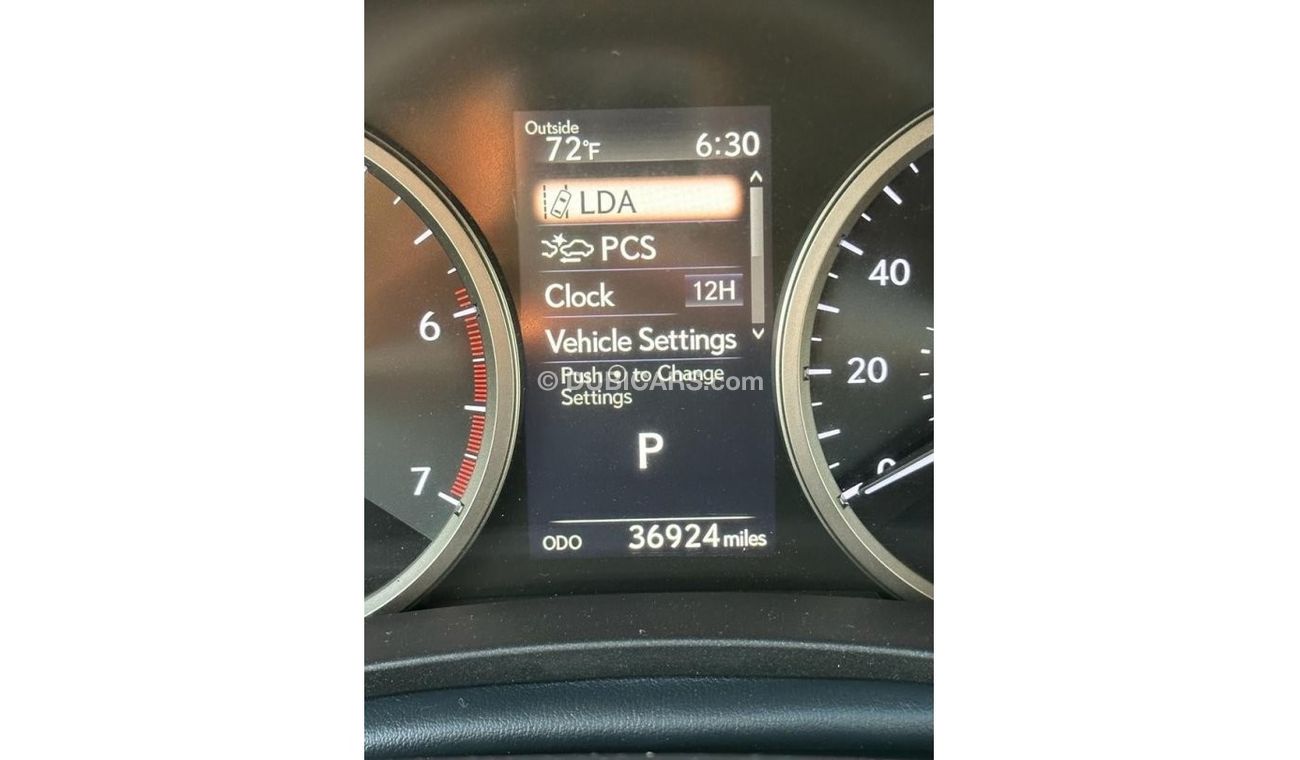 Outside
72°F 6:30
LDA
PCS
Clock 12H
Vehicle Settings
Push to Change
Settings
© DUBICARS.com
P
ODO 36924 miles
6
7
40
20
0